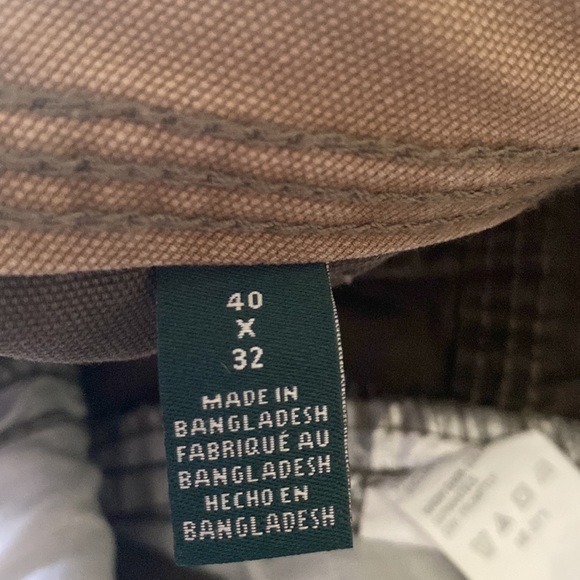 40
X
32
MADE IN
BANGLADESH
FABRIQUÉ AU
BANGLADESH
HECHO EN
BANGLADESH